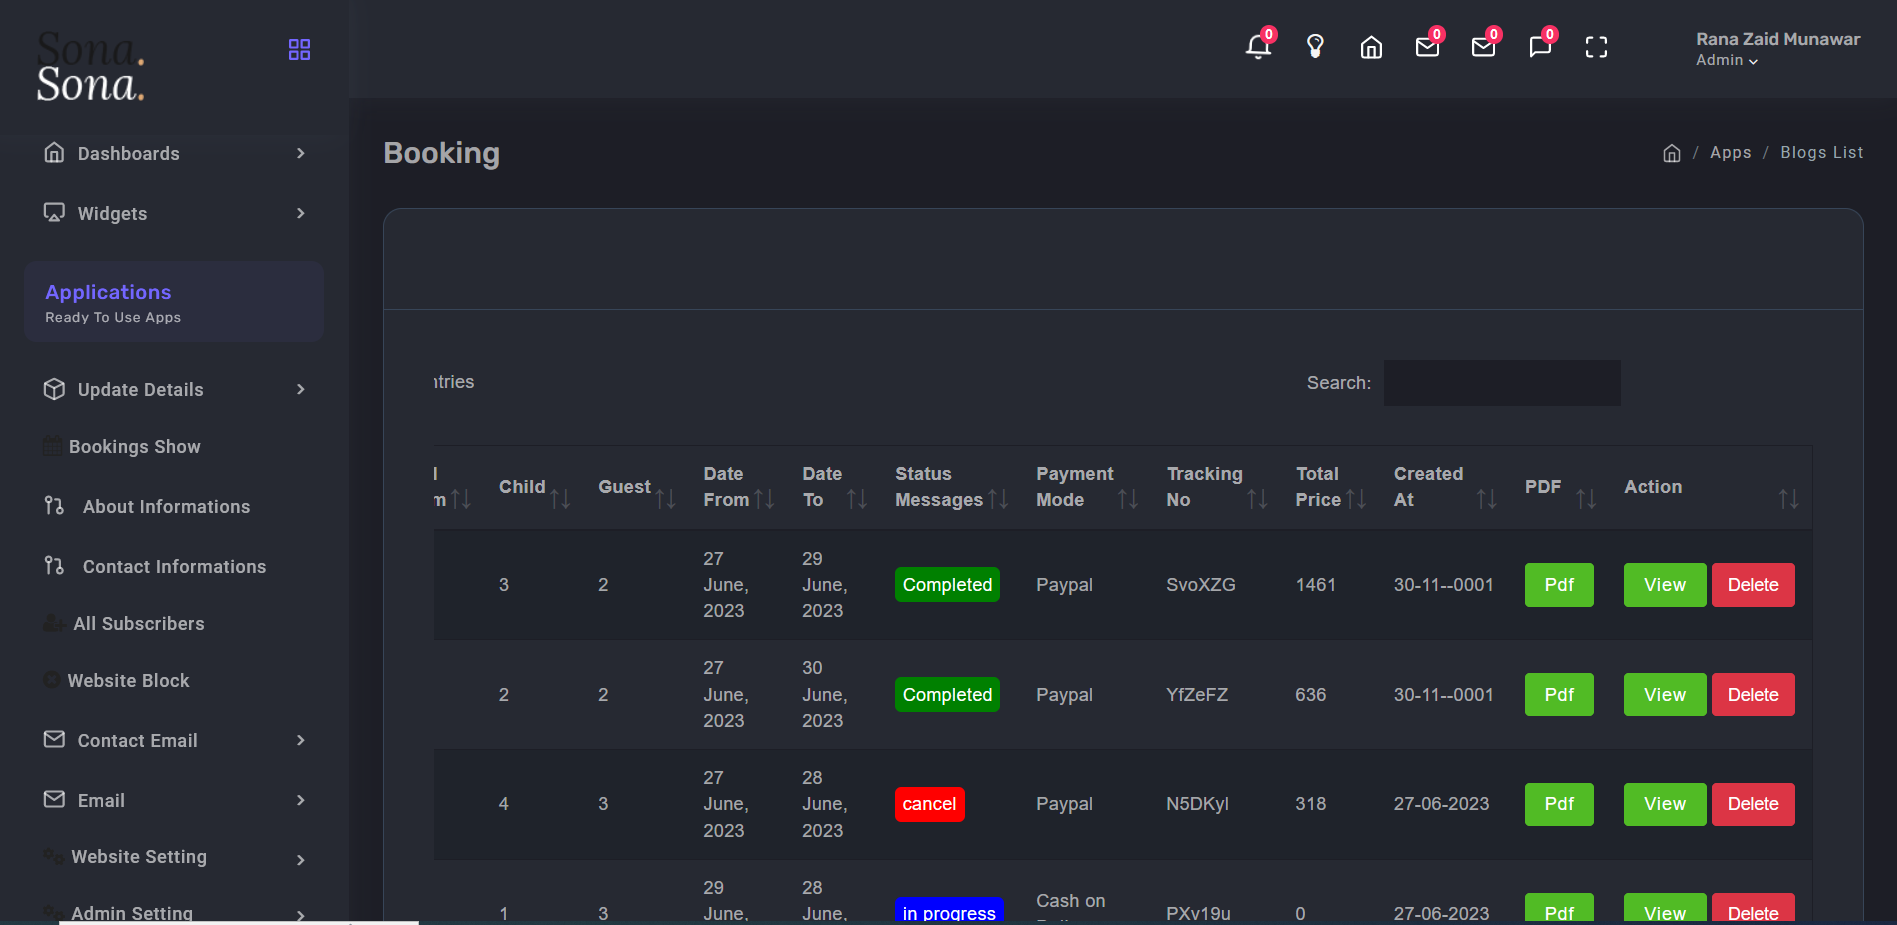 Sona.
Sona.
0
0
0
0
Rana Zaid Munawar
Admin
Dashboards
Widgets
Applications
Ready To Use Apps
Update Details
Bookings Show
About Informations
Contact Informations
All Subscribers
Website Block
Contact Email
Email
Website Setting
Admin Setting
Booking
/ Apps / Blogs List
ntries
Search:
m
Child
Guest
Date From
Date To
Status Messages
Payment Mode
Tracking No
Total Price
Created At
PDF
Action
3 2 27 June, 2023 29 June, 2023 Completed Paypal SvoXZG 1461 30-11--0001 Pdf View Delete
2 2 27 June, 2023 30 June, 2023 Completed Paypal YfZeFZ 636 30-11--0001 Pdf View Delete
4 3 27 June, 2023 28 June, 2023 cancel Paypal N5DKyl 318 27-06-2023 Pdf View Delete
1 3 29 June, 28 June, in progress Cash on PXv19u 0 27-06-2023 Pdf View Delete